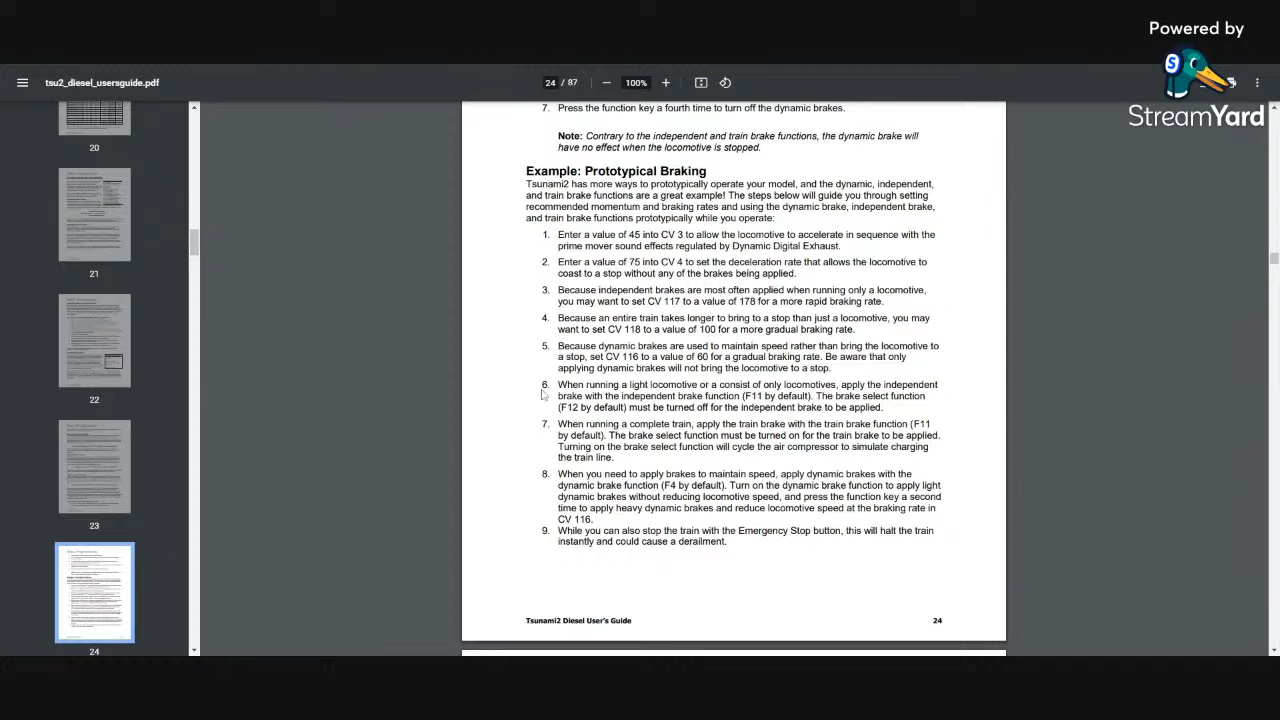 Powered by
StreamYard
tsu2_diesel_usersguide.pdf
24 / 87
100%
20
21
22
23
24
7. Press the function key a fourth time to turn off the dynamic brakes.
Note: Contrary to the independent and train brake functions, the dynamic brake will
have no effect when the locomotive is stopped.
Example: Prototypical Braking
Tsunami2 has more ways to prototypically operate your model, and the dynamic, independent,
and train brake functions are a great example! The steps below will guide you through setting
recommended momentum and braking rates and using the dynamic brake, independent brake,
and train brake functions prototypically while you operate:
1. Enter a value of 45 into CV 3 to allow the locomotive to accelerate in sequence with the
prime mover sound effects regulated by Dynamic Digital Exhaust.
2. Enter a value of 75 into CV 4 to set the deceleration rate that allows the locomotive to
coast to a stop without any of the brakes being applied.
3. Because independent brakes are most often applied when running only a locomotive,
you may want to set CV 117 to a value of 178 for a more rapid braking rate.
4. Because an entire train takes longer to bring to a stop than just a locomotive, you may
want to set CV 118 to a value of 100 for a more gradual braking rate.
5. Because dynamic brakes are used to maintain speed rather than bring the locomotive to
a stop, set CV 116 to a value of 60 for a gradual braking rate. Be aware that only
applying dynamic brakes will not bring the locomotive to a stop.
6. When running a light locomotive or a consist of only locomotives, apply the independent
brake with the independent brake function (F11 by default). The brake select function
(F12 by default) must be turned off for the independent brake to be applied.
7. When running a complete train, apply the train brake with the train brake function (F11
by default). The brake select function must be turned on for the train brake to be applied.
Turning on the brake select function will cycle the air compressor to simulate charging
the train line.
8. When you need to apply brakes to maintain speed, apply dynamic brakes with the
dynamic brake function (F4 by default). Turn on the dynamic brake function to apply light
dynamic brakes without reducing locomotive speed, and press the function key a second
time to apply heavy dynamic brakes and reduce locomotive speed at the braking rate in
CV 116.
9. While you can also stop the train with the Emergency Stop button, this will halt the train
instantly and could cause a derailment.
Tsunami2 Diesel User's Guide 24